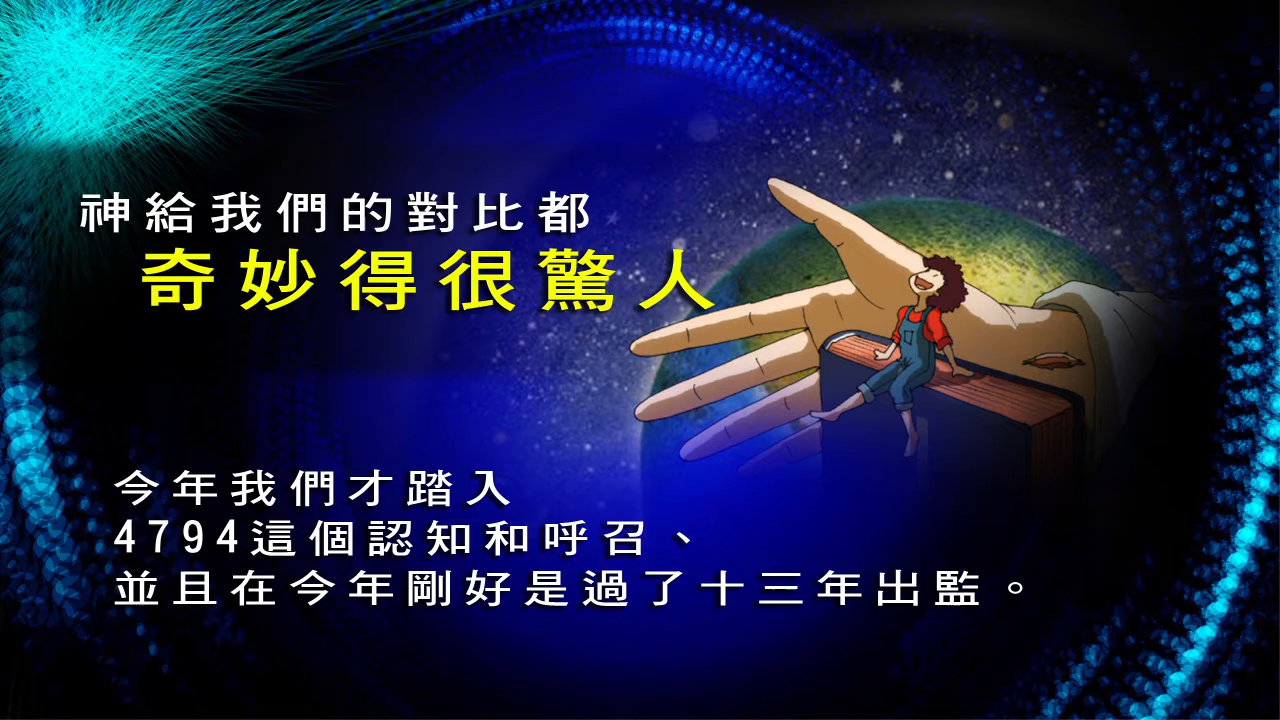 神給我們的對比都
奇妙得很驚人
今年我們才踏入
4794這個認知和呼召、
並且在今年剛好是過了十三年出監。